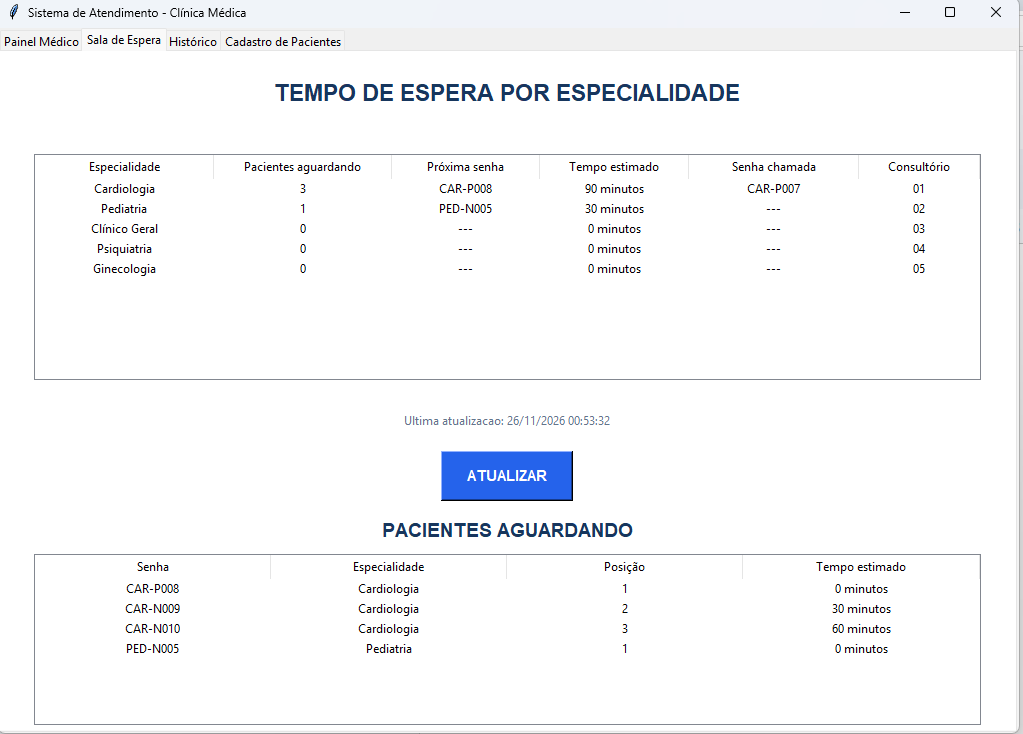 Sistema de Atendimento - Clínica Médica
Painel Médico Sala de Espera Histórico Cadastro de Pacientes
TEMPO DE ESPERA POR ESPECIALIDADE
Especialidade Pacientes aguardando Próxima senha Tempo estimado Senha chamada Consultório
Cardiologia 3 CAR-P008 90 minutos CAR-P007 01
Pediatria 1 PED-N005 30 minutos --- 02
Clínico Geral 0 --- 0 minutos --- 03
Psiquiatria 0 --- 0 minutos --- 04
Ginecologia 0 --- 0 minutos --- 05
Ultima atualizacao: 26/11/2026 00:53:32
ATUALIZAR
PACIENTES AGUARDANDO
Senha Especialidade Posição Tempo estimado
CAR-P008 Cardiologia 1 0 minutos
CAR-N009 Cardiologia 2 30 minutos
CAR-N010 Cardiologia 3 60 minutos
PED-N005 Pediatria 1 0 minutos